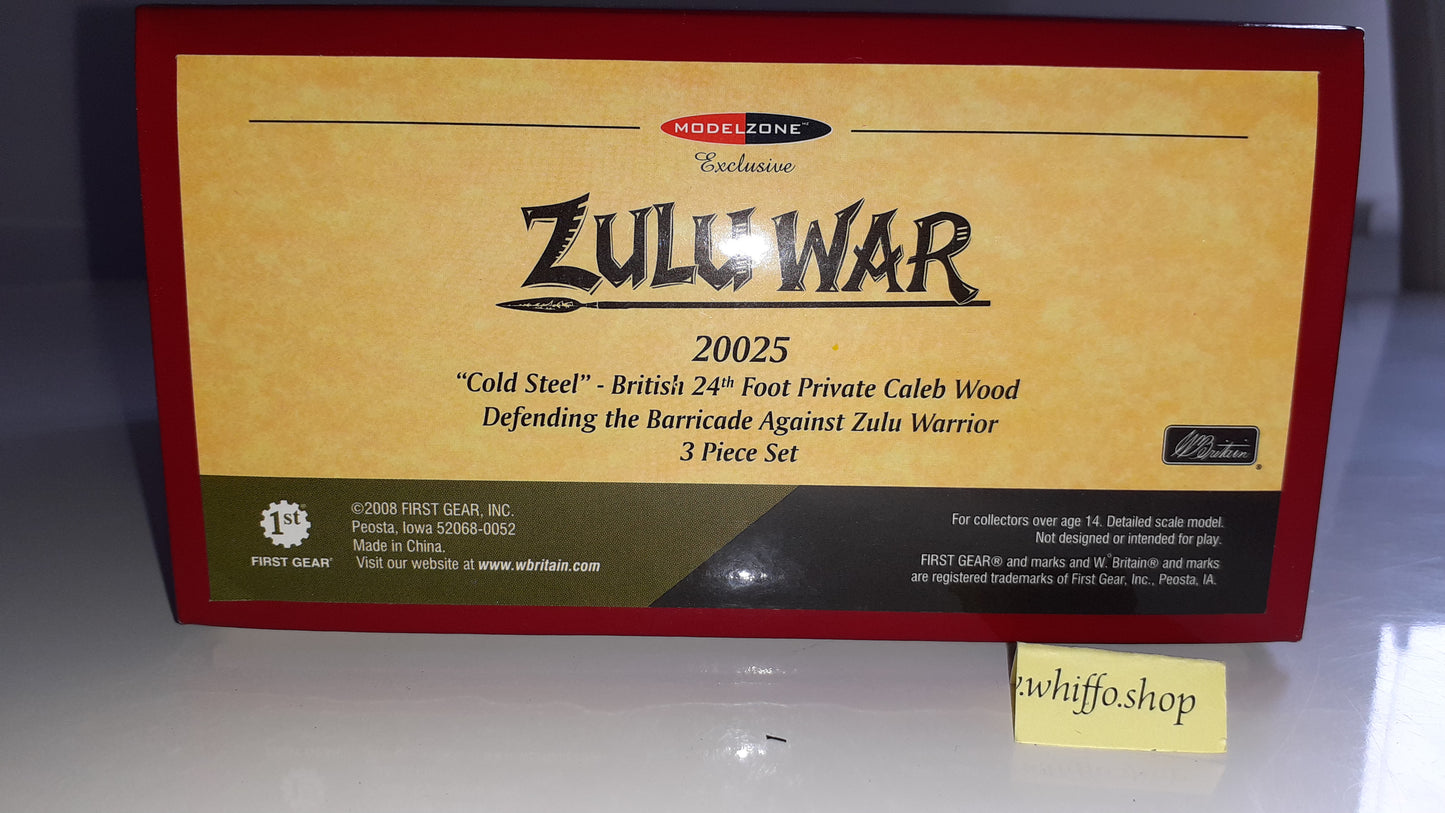 MODELZONE
Exclusive
ZULU WAR
20025
“Cold Steel” - British 24th Foot Private Caleb Wood
Defending the Barricade Against Zulu Warrior
3 Piece Set
W Britain®
1st
FIRST GEAR®
©2008 FIRST GEAR, INC.
Peosta, Iowa 52068-0052
Made in China.
Visit our website at www.wbritain.com
For collectors over age 14. Detailed scale model.
Not designed or intended for play.
FIRST GEAR® and marks and W. Britain® and marks
are registered trademarks of First Gear, Inc., Peosta, IA.
.whiffo.shop